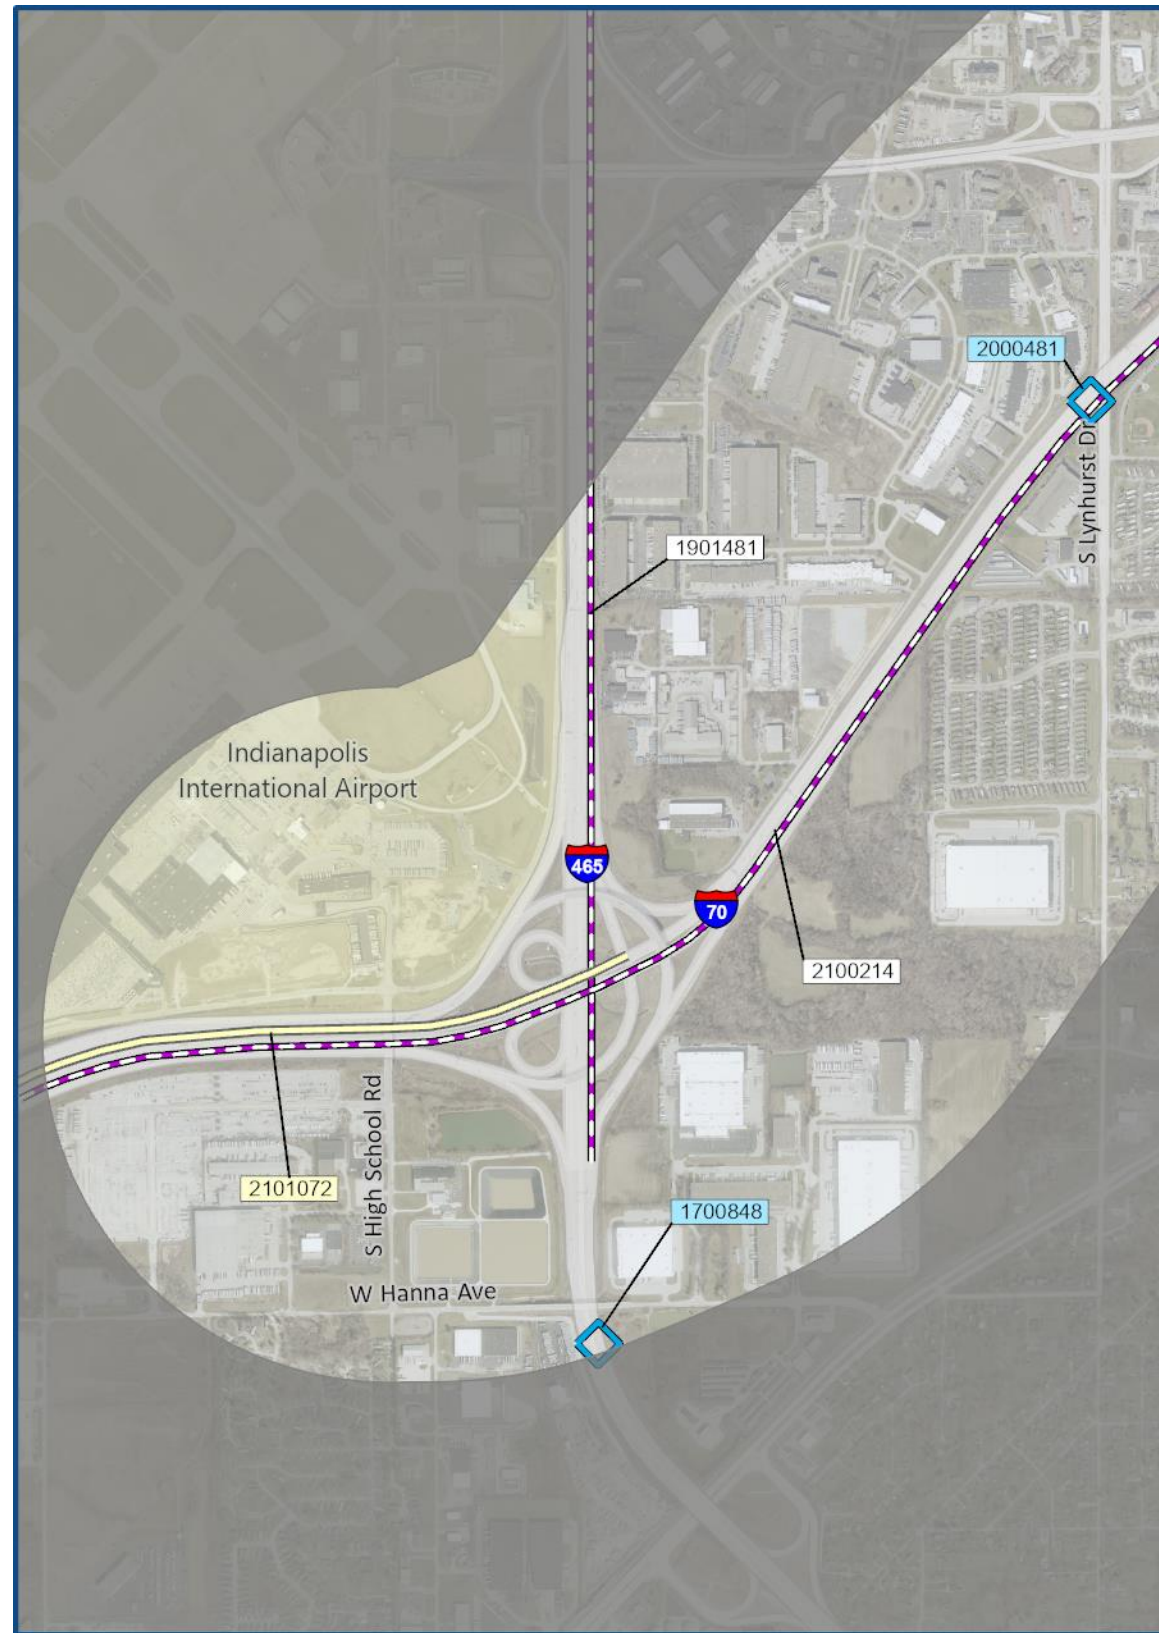 2000481
S Lynhurst Dr
1901481
Indianapolis
International Airport
465
70
2100214
S High School Rd
2101072
1700848
W Hanna Ave